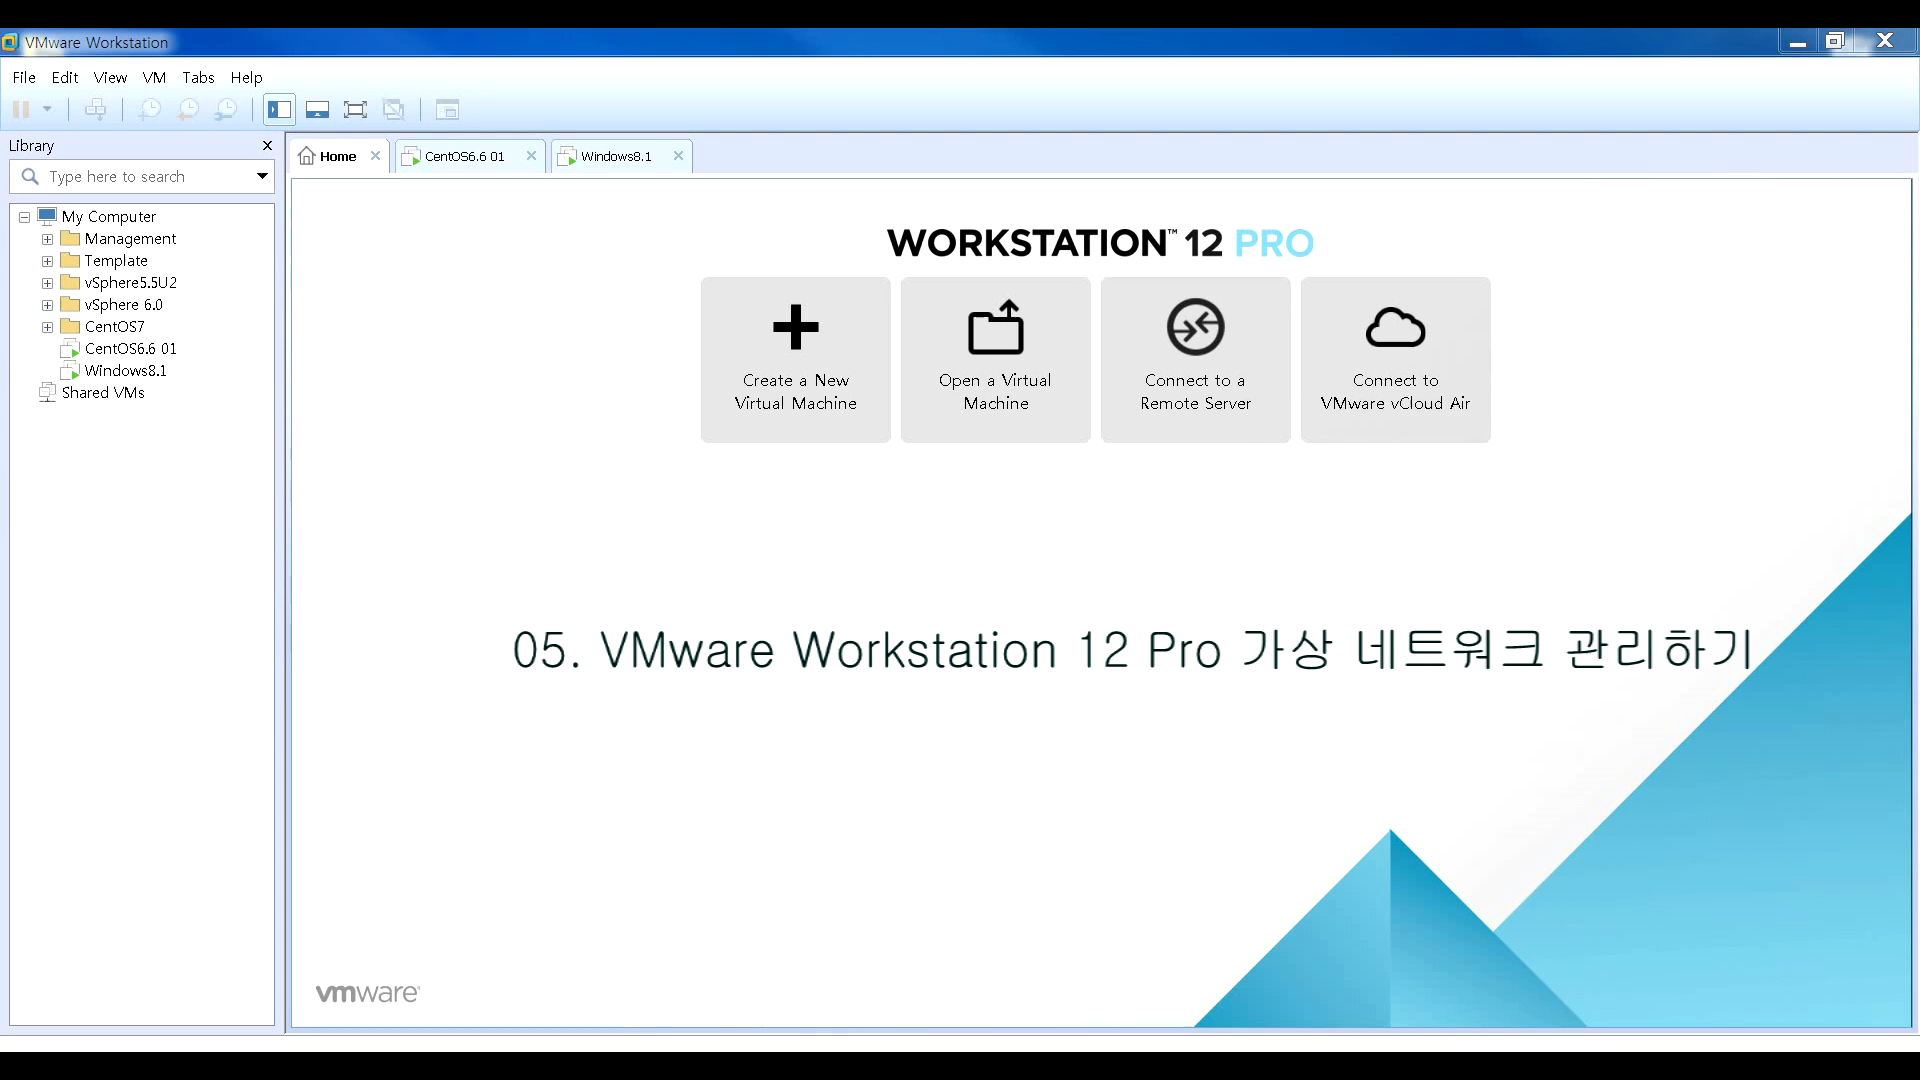 VMware Workstation
File Edit View VM Tabs Help
Library
Type here to search
My Computer
Management
Template
vSphere5.5U2
vSphere 6.0
CentOS7
CentOS6.6 01
Windows8.1
Shared VMs
Home
CentOS6.6 01
Windows8.1
WORKSTATION™ 12 PRO
Create a New
Virtual Machine
Open a Virtual
Machine
Connect to a
Remote Server
Connect to
VMware vCloud Air
05. VMware Workstation 12 Pro 가상 네트워크 관리하기
vmware